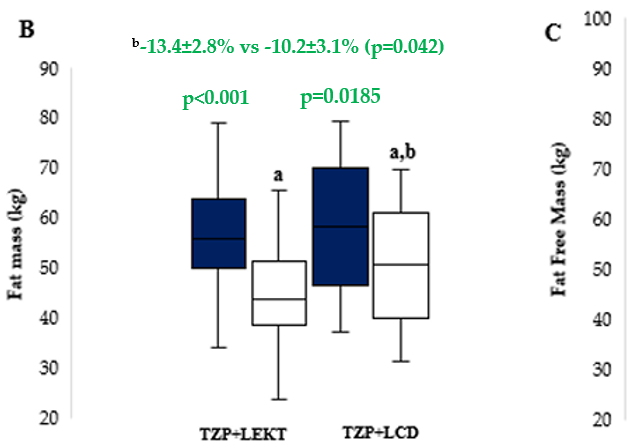 B
ᵇ-13.4±2.8% vs -10.2±3.1% (p=0.042)
p<0.001 p=0.0185
Fat mass (kg)
90
80
70
60
50
40
30
20
a
a,b
TZP+LEKT TZP+LCD
C
Fat Free Mass (kg)
100
90
80
70
60
50
40
30
20